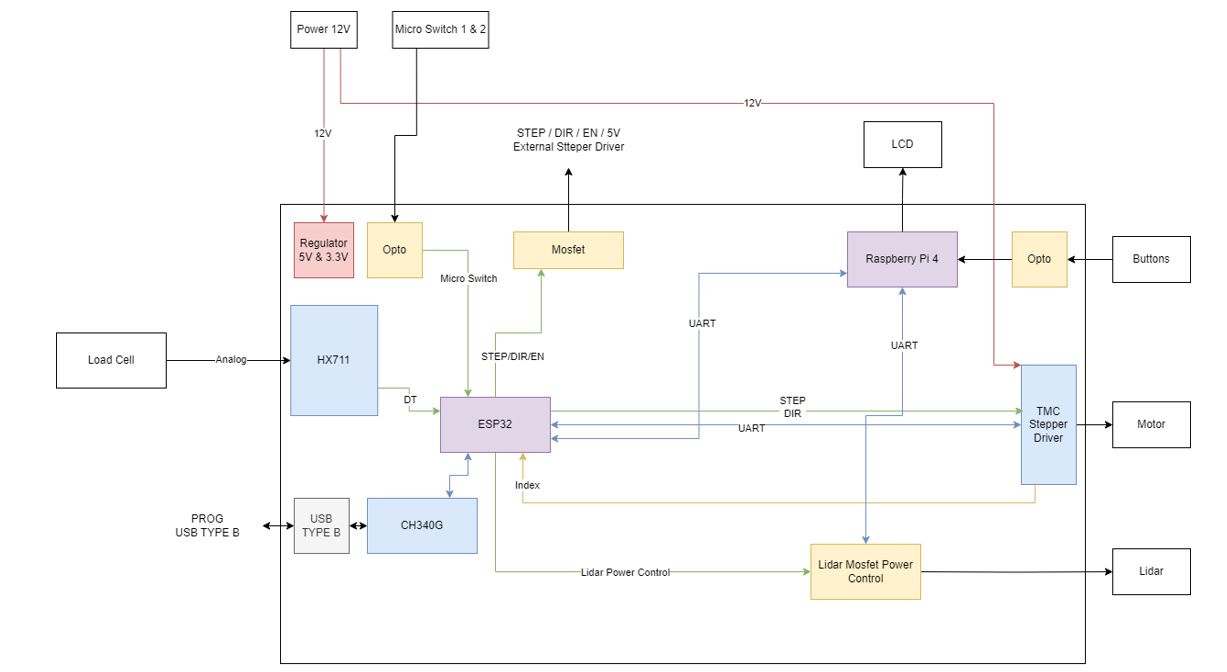 Power 12V
Micro Switch 1 & 2
12V
12V
STEP / DIR / EN / 5V
External Stteper Driver
LCD
Regulator
5V & 3.3V
Opto
Mosfet
Raspberry Pi 4
Opto
Buttons
Micro Switch
UART
UART
Load Cell
Analog
HX711
STEP/DIR/EN
DT
ESP32
STEP
DIR
UART
TMC
Stepper
Driver
Motor
Index
PROG
USB TYPE B
USB
TYPE B
CH340G
Lidar Power Control
Lidar Mosfet Power
Control
Lidar